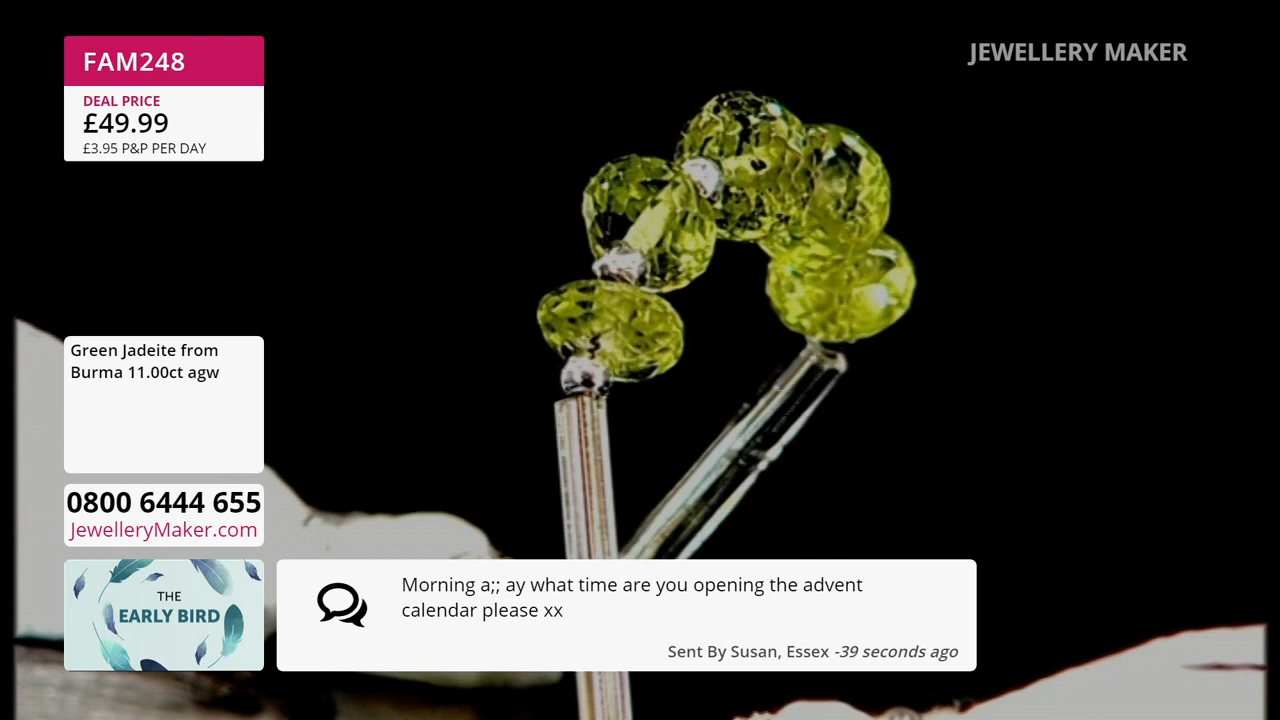 FAM248
DEAL PRICE
£49.99
£3.95 P&P PER DAY
JEWELLERY MAKER
Green Jadeite from
Burma 11.00ct agw
0800 6444 655
JewelleryMaker.com
THE
EARLY BIRD
Morning a;; ay what time are you opening the advent
calendar please xx
Sent By Susan, Essex -39 seconds ago